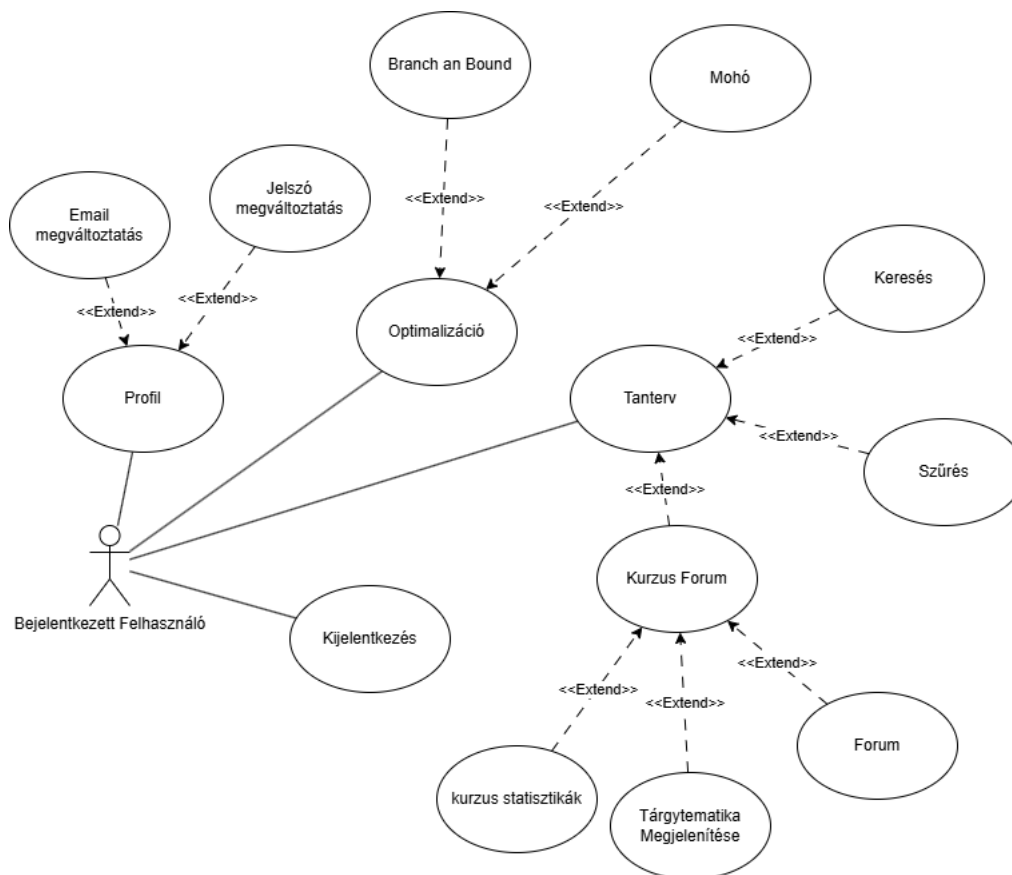 Branch an Bound
Mohó
Jelszó
megváltoztatás
Email
megváltoztatás
<<Extend>>
<<Extend>>
Keresés
<<Extend>>
<<Extend>>
Optimalizáció
<<Extend>>
Profil
Tanterv
<<Extend>>
Szűrés
<<Extend>>
Kurzus Forum
Bejelentkezett Felhasználó
Kijelentkezés
<<Extend>>
<<Extend>>
<<Extend>>
Forum
kurzus statisztikák
Tárgytematika
Megjelenítése